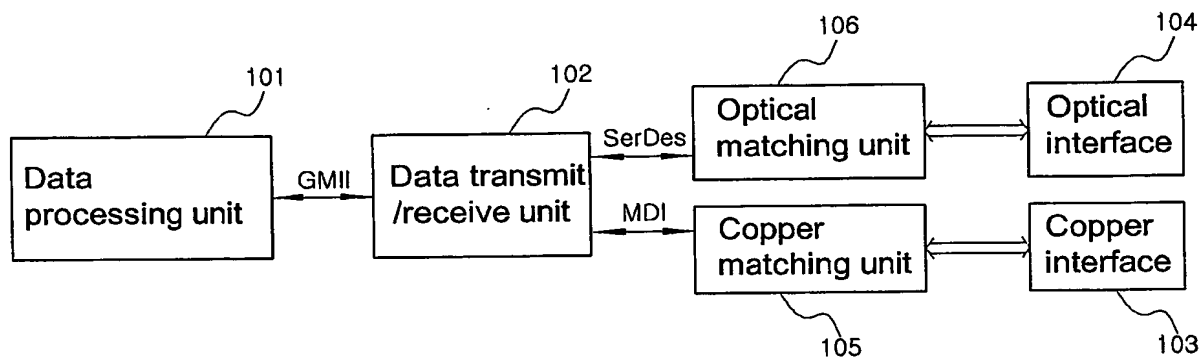 101
Data
processing unit
GMII
102
Data transmit
/receive unit
SerDes
MDI
106
Optical
matching unit
104
Optical
interface
Copper
matching unit
105
Copper
interface
103